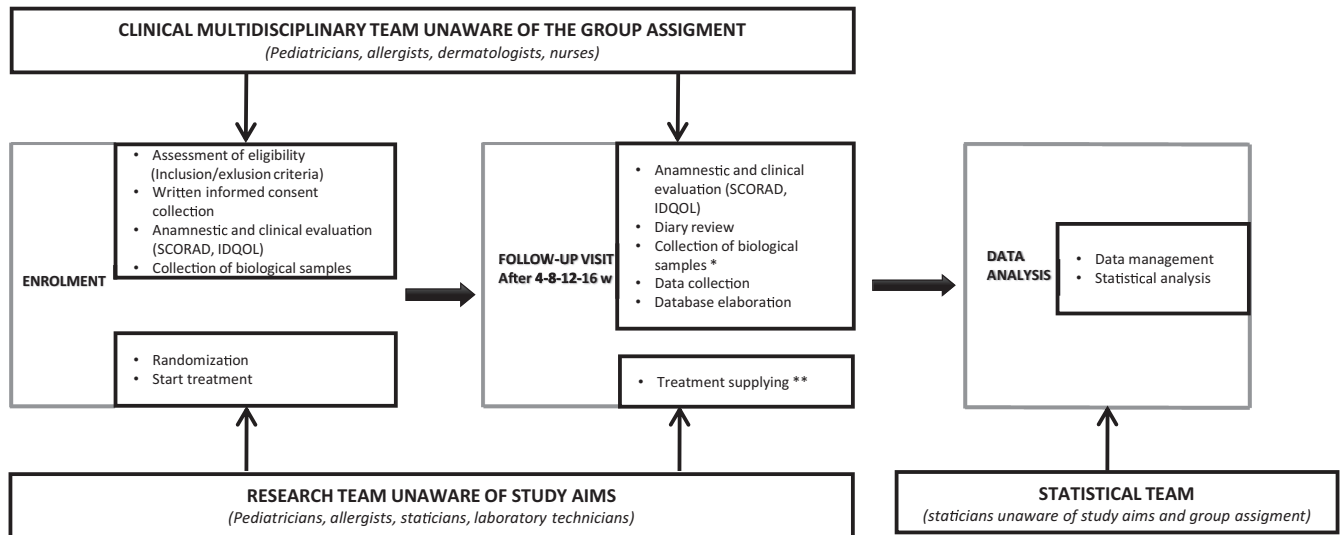 CLINICAL MULTIDISCIPLINARY TEAM UNAWARE OF THE GROUP ASSIGMENT
(Pediatricians, allergists, dermatologists, nurses)
ENROLMENT
• Assessment of eligibility
(Inclusion/exlusion criteria)
• Written informed consent
collection
• Anamnestic and clinical evaluation
(SCORAD, IDQOL)
• Collection of biological samples
• Randomization
• Start treatment
FOLLOW-UP VISIT
After 4-8-12-16 w
• Anamnestic and clinical
evaluation (SCORAD,
IDQOL)
• Diary review
• Collection of biological
samples *
• Data collection
• Database elaboration
• Treatment supplying **
DATA
ANALYSIS
• Data management
• Statistical analysis
RESEARCH TEAM UNAWARE OF STUDY AIMS
(Pediatricians, allergists, staticians, laboratory technicians)
STATISTICAL TEAM
(staticians unaware of study aims and group assigment)